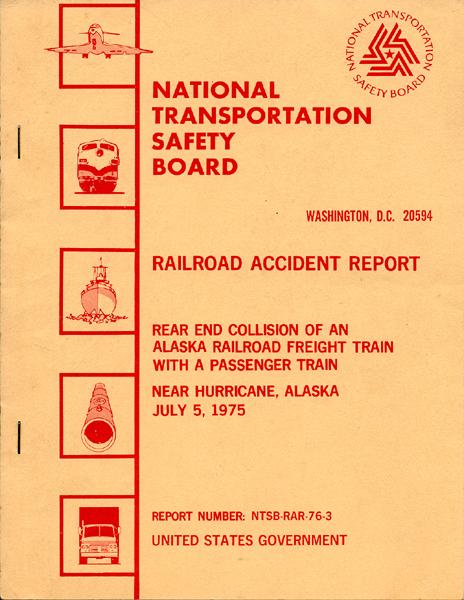 NATIONAL TRANSPORTATION
SAFETY BOARD
NATIONAL
TRANSPORTATION
SAFETY
BOARD
WASHINGTON, D.C. 20594
RAILROAD ACCIDENT REPORT
REAR END COLLISION OF AN
ALASKA RAILROAD FREIGHT TRAIN
WITH A PASSENGER TRAIN
NEAR HURRICANE, ALASKA
JULY 5, 1975
REPORT NUMBER: NTSB-RAR-76-3
UNITED STATES GOVERNMENT